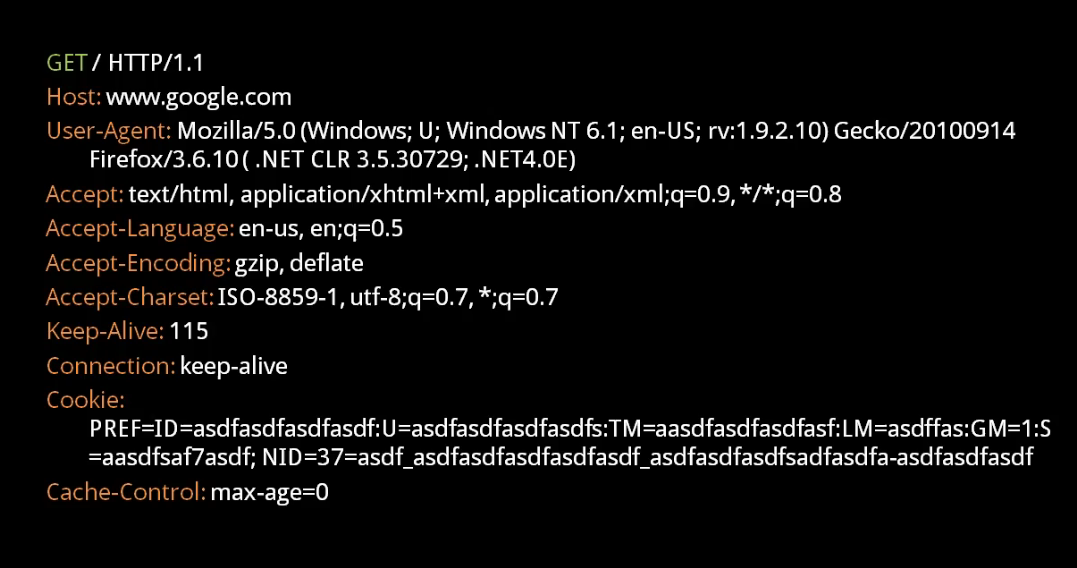 GET / HTTP/1.1
Host: www.google.com
User-Agent: Mozilla/5.0 (Windows; U; Windows NT 6.1; en-US; rv:1.9.2.10) Gecko/20100914
Firefox/3.6.10 ( .NET CLR 3.5.30729; .NET4.0E)
Accept: text/html, application/xhtml+xml, application/xml;q=0.9, */*;q=0.8
Accept-Language: en-us, en;q=0.5
Accept-Encoding: gzip, deflate
Accept-Charset: ISO-8859-1, utf-8;q=0.7, *;q=0.7
Keep-Alive: 115
Connection: keep-alive
Cookie:
PREF=ID=asdfasdfasdfasdf:U=asdfasdfasdfasdfs:TM=aasdfasdfasdfasf:LM=asdffas:GM=1:S
=aasdfsaf7asdf; NID=37=asdf_asdfasdfasdfasdfasdf_asdfasdfasdfsadfasdfa-asdfasdfasdf
Cache-Control: max-age=0